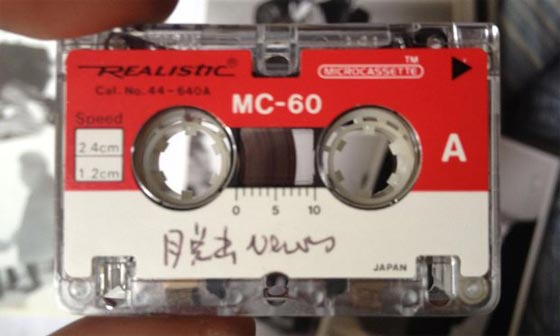 REALISTIC®
MICROCASSETTE™
Cat. No. 44-640A
MC-60
Speed
2.4cm
1.2cm
A
0 5 10
News
JAPAN